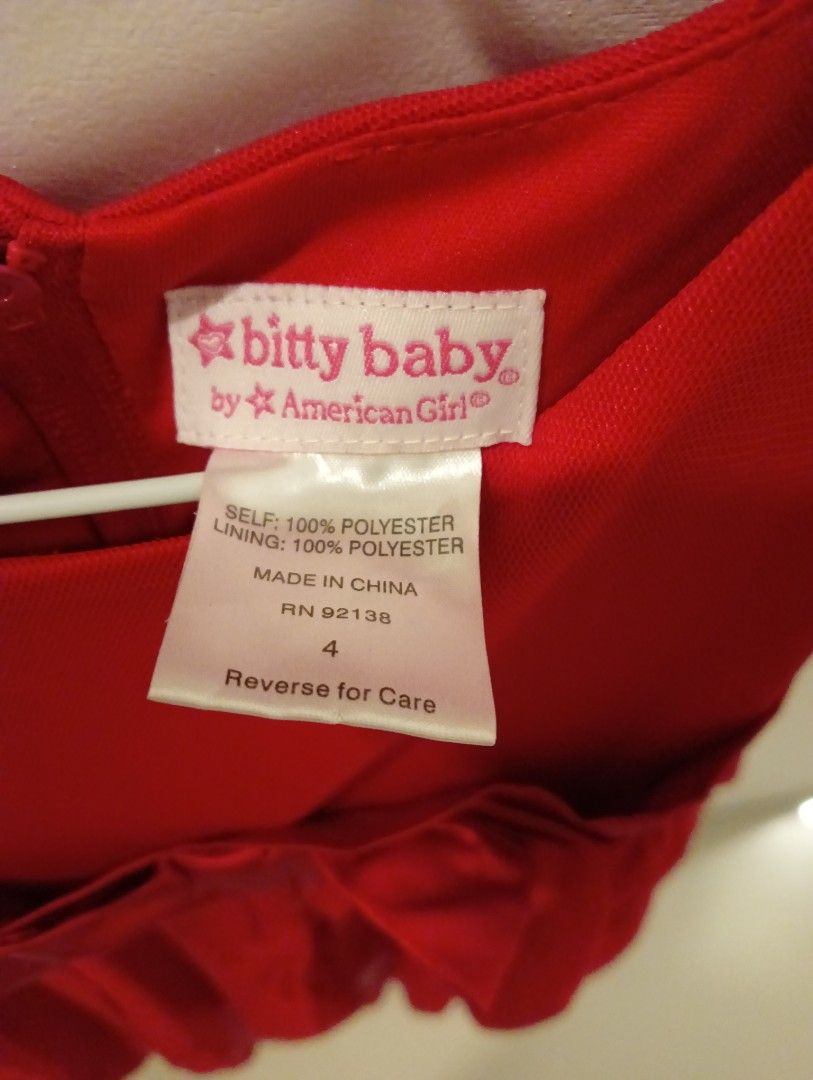 bitty baby®
by American Girl®
SELF: 100% POLYESTER
LINING: 100% POLYESTER
MADE IN CHINA
RN 92138
4
Reverse for Care